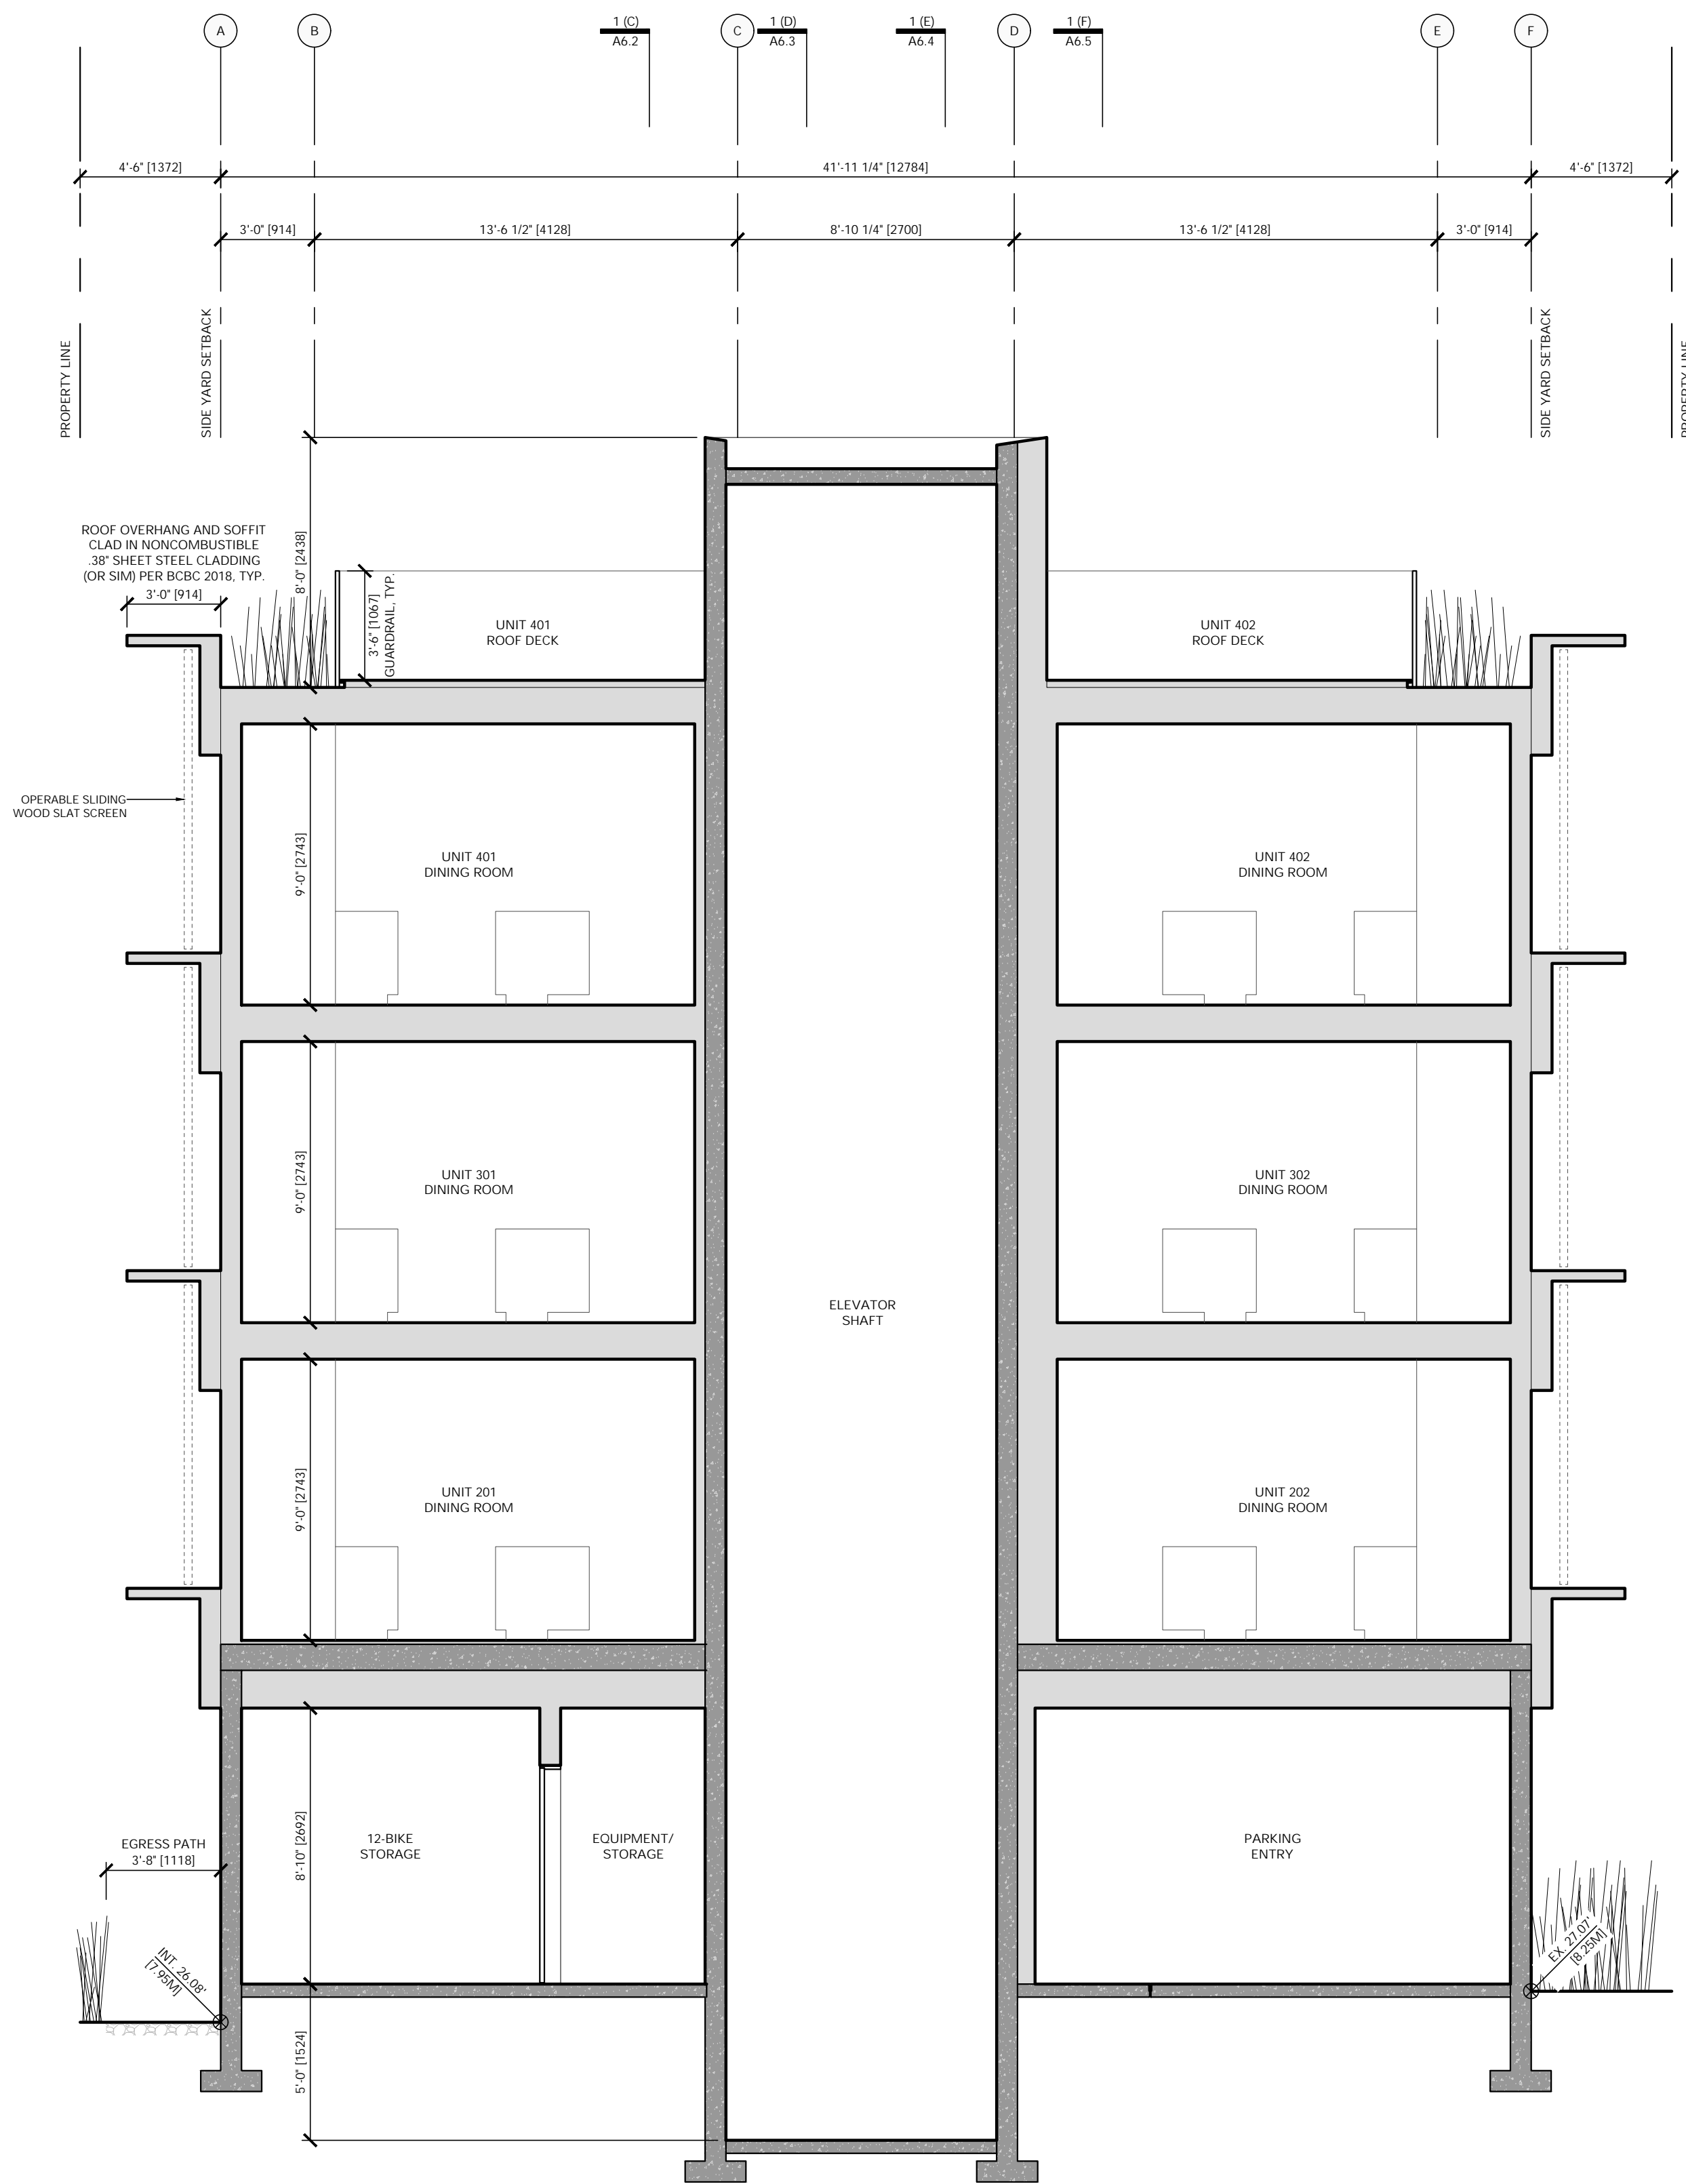 A
B
1 (C)
A6.2
C
1 (D)
A6.3
1 (E)
A6.4
D
1 (F)
A6.5
E
F
4'-6" [1372]
41'-11 1/4" [12784]
4'-6" [1372]
3'-0" [914]
13'-6 1/2" [4128]
8'-10 1/4" [2700]
13'-6 1/2" [4128]
3'-0" [914]
PROPERTY LINE
SIDE YARD SETBACK
SIDE YARD SETBACK
PROPERTY LINE
ROOF OVERHANG AND SOFFIT
CLAD IN NONCOMBUSTIBLE
.38" SHEET STEEL CLADDING
(OR SIM) PER BCBC 2018, TYP.
3'-0" [914]
8'-0" [2438]
3'-6" [1067]
GUARDRAIL, TYP.
UNIT 401
ROOF DECK
UNIT 402
ROOF DECK
OPERABLE SLIDING
WOOD SLAT SCREEN
9'-0" [2743]
UNIT 401
DINING ROOM
UNIT 402
DINING ROOM
9'-0" [2743]
UNIT 301
DINING ROOM
UNIT 302
DINING ROOM
ELEVATOR
SHAFT
9'-0" [2743]
UNIT 201
DINING ROOM
UNIT 202
DINING ROOM
EGRESS PATH
3'-8" [1118]
8'-10" [2692]
12-BIKE
STORAGE
EQUIPMENT/
STORAGE
PARKING
ENTRY
INT. 26.08'
[7.95M]
EX. 27.07'
[8.25M]
5'-0" [1524]